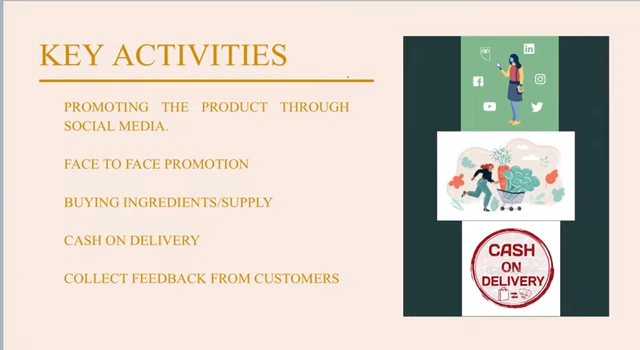 KEY ACTIVITIES
PROMOTING THE PRODUCT THROUGH
SOCIAL MEDIA.
FACE TO FACE PROMOTION
BUYING INGREDIENTS/SUPPLY
CASH ON DELIVERY
COLLECT FEEDBACK FROM CUSTOMERS
CASH
ON
DELIVERY